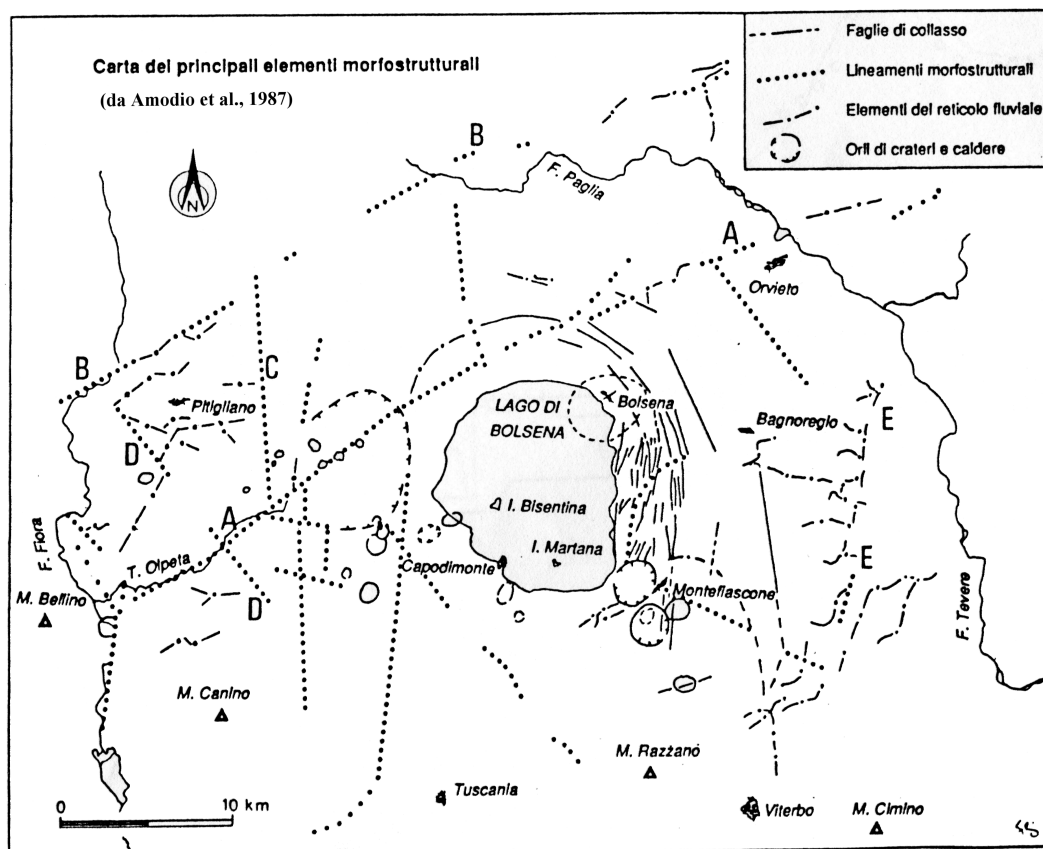 Carta dei principali elementi morfostrutturali
(da Amodio et al., 1987)
Faglie di collasso
Lineamenti morfostrutturali
Elementi del reticolo fluviale
Orli di crateri e caldere
N
B
F. Paglia
A
Orvieto
B
C
Pitigliano
D
LAGO DI
BOLSENA
Bolsena
Bagnoregio
E
A
I. Bisentina
F. Fiora
T. Olpeta
I. Martana
Capodimonte
E
M. Bellino
D
Montefiascone
F. Tevere
M. Canino
M. Razzano
0
10 km
Tuscania
Viterbo
M. Cimino